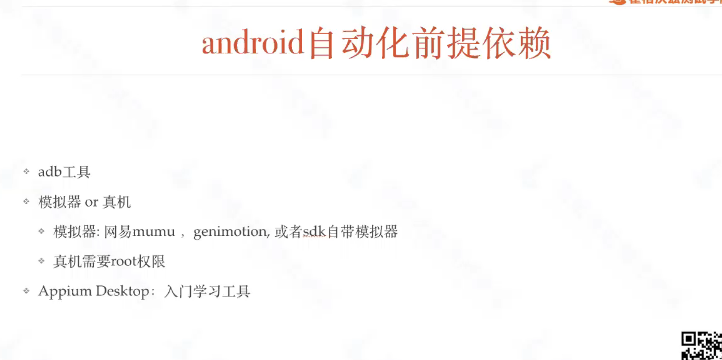 android自动化前提依赖
adb工具
模拟器 or 真机
模拟器: 网易mumu ，genimotion, 或者sdk自带模拟器
真机需要root权限
Appium Desktop：入门学习工具